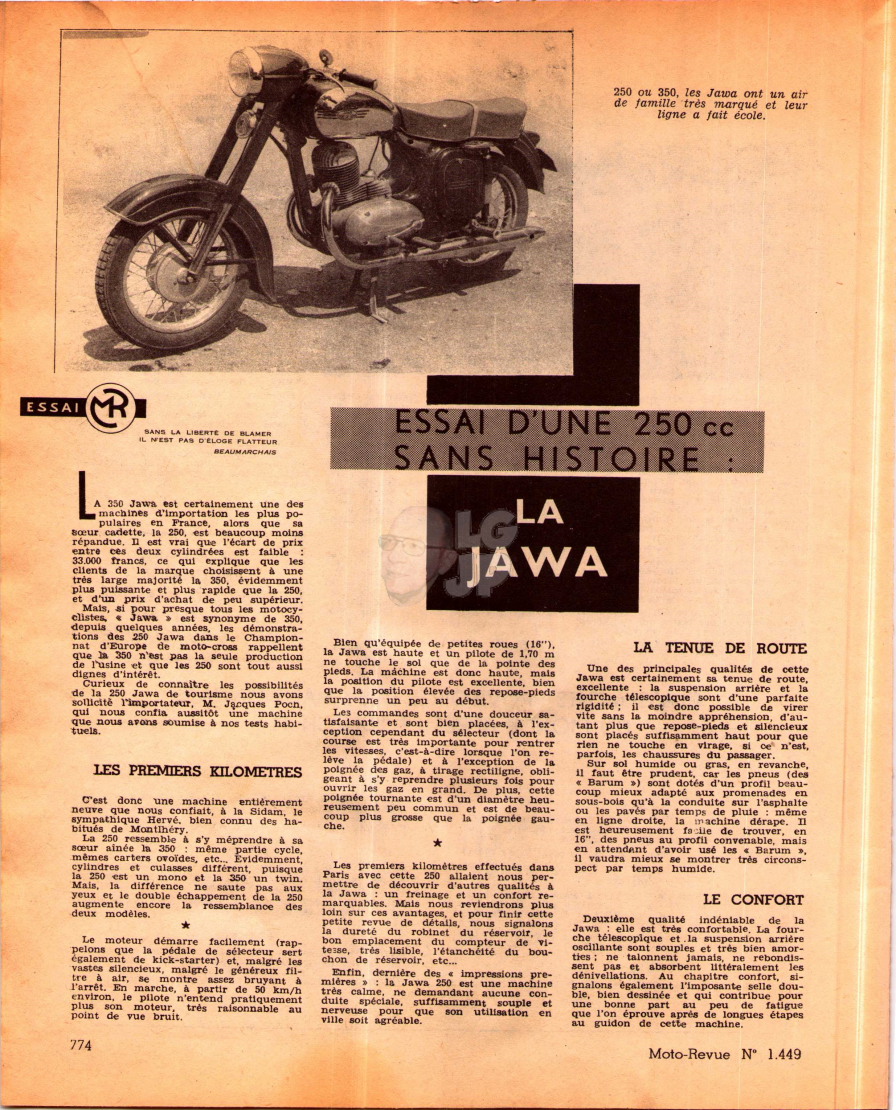 250 ou 350, les Jawa ont un air
de famille très marqué et leur
ligne a fait école.
ESSAI MR
SANS LA LIBERTÉ DE BLAMER
IL N'EST PAS D'ÉLOGE FLATTEUR
BEAUMARCHAIS
ESSAI D'UNE 250 cc
SANS HISTOIRE :
LA
JAWA
LG
JP
LA 350 Jawa est certainement une des
machines d'importation les plus po-
pulaires en France, alors que sa
sœur cadette, la 250, est beaucoup moins
répandue. Il est vrai que l'écart de prix
entre ces deux cylindrées est faible :
33.000 francs, ce qui explique que les
clients de la marque choisissent à une
très large majorité la 350, évidemment
plus puissante et plus rapide que la 250,
et d'un prix d'achat de peu supérieur.
Mais, si pour presque tous les motocy-
clistes, « Jawa » est synonyme de 350,
depuis quelques années, les démonstra-
tions des 250 Jawa dans le Champion-
nat d'Europe de moto-cross rappellent
que la 350 n'est pas la seule production
de l'usine et que les 250 sont tout aussi
dignes d'intérêt.
Curieux de connaître les possibilités
de la 250 Jawa de tourisme nous avons
sollicité l'importateur, M. Jacques Poch,
qui nous confia aussitôt une machine
que nous avons soumise à nos tests habi-
tuels.
LES PREMIERS KILOMETRES
C'est donc une machine entièrement
neuve que nous confiait, à la Sidam, le
sympathique Hervé, bien connu des ha-
bitués de Montlhéry.
La 250 ressemble à s'y méprendre à sa
sœur aînée la 350 : même partie cycle,
mêmes carters ovoïdes, etc... Evidemment,
cylindres et culasses différent, puisque
la 250 est un mono et la 350 un twin.
Mais, la différence ne saute pas aux
yeux et le double échappement de la 250
augmente encore la ressemblance des
deux modèles.
★
Le moteur démarre facilement (rap-
pelons que la pédale de sélecteur sert
également de kick-starter) et, malgré les
vastes silencieux, malgré le généreux fil-
tre à air, se montre assez bruyant à
l'arrêt. En marche, à partir de 50 km/h
environ, le pilote n'entend pratiquement
plus son moteur, très raisonnable au
point de vue bruit.
Bien qu'équipée de petites roues (16"),
la Jawa est haute et un pilote de 1,70 m
ne touche le sol que de la pointe des
pieds. La machine est donc haute, mais
la position du pilote est excellente, bien
que la position élevée des repose-pieds
surprenne un peu au début.
Les commandes sont d'une douceur sa-
tisfaisante et sont bien placées, à l'ex-
ception cependant du sélecteur (dont la
course est très importante pour rentrer
les vitesses, c'est-à-dire lorsque l'on re-
lève la pédale) et à l'exception de la
poignée des gaz, à tirage rectiligne, obli-
geant à s'y reprendre plusieurs fois pour
ouvrir les gaz en grand. De plus, cette
poignée tournante est d'un diamètre heu-
reusement peu commun et est de beau-
coup plus grosse que la poignée gau-
che.
★
Les premiers kilomètres effectués dans
Paris avec cette 250 allaient nous per-
mettre de découvrir d'autres qualités à
la Jawa : un freinage et un confort re-
marquables. Mais nous reviendrons plus
loin sur ces avantages, et pour finir cette
petite revue de détails, nous signalons
la dureté du robinet du réservoir, le
bon emplacement du compteur de vi-
tesse, très lisible, l'étanchéité du bou-
chon de réservoir, etc...
Enfin, dernière des « impressions pre-
mières » : la Jawa 250 est une machine
très calme, ne demandant aucune con-
duite spéciale, suffisamment souple et
nerveuse pour que son utilisation en
ville soit agréable.
LA TENUE DE ROUTE
Une des principales qualités de cette
Jawa est certainement sa tenue de route,
excellente : la suspension arrière et la
fourche télescopique sont d'une parfaite
rigidité ; il est donc possible de virer
vite sans la moindre appréhension, d'au-
tant plus que repose-pieds et silencieux
sont placés suffisamment haut pour que
rien ne touche en virage, si ce n'est,
parfois, les chaussures du passager.
Sur sol humide ou gras, en revanche,
il faut être prudent, car les pneus (des
« Barum ») sont dotés d'un profil beau-
coup mieux adapté aux promenades en
sous-bois qu'à la conduite sur l'asphalte
ou les pavés par temps de pluie : même
en ligne droite, la machine dérape. Il
est heureusement facile de trouver, en
16", des pneus au profil convenable, mais
en attendant d'avoir usé les « Barum »,
il vaudra mieux se montrer très circons-
pect par temps humide.
LE CONFORT
Deuxième qualité indéniable de la
Jawa : elle est très confortable. La four-
che télescopique et la suspension arrière
oscillante sont souples et très bien amor-
ties ; ne talonnent jamais, ne rebondis-
sent pas et absorbent littéralement les
dénivellations. Au chapitre confort, si-
gnalons également l'imposante selle dou-
ble, bien dessinée et qui contribue pour
une bonne part au peu de fatigue
que l'on éprouve après de longues étapes
au guidon de cette machine.
774
Moto-Revue N° 1.449